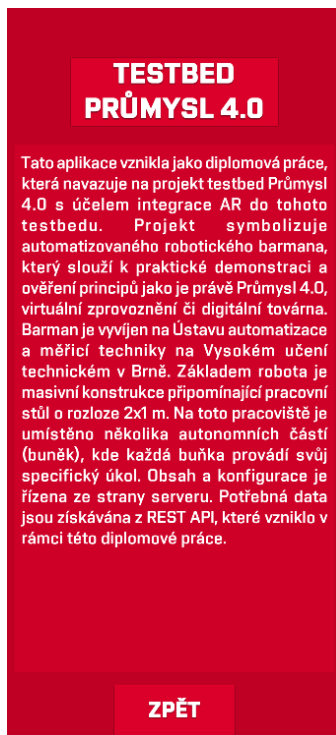 TESTBED
PRŮMYSL 4.0
Tato aplikace vznikla jako diplomová práce,
která navazuje na projekt testbed Průmysl
4.0 s účelem integrace AR do tohoto
testbedu. Projekt symbolizuje
automatizovaného robotického barmana,
který slouží k praktické demonstraci a
ověření principů jako je právě Průmysl 4.0,
virtuální zprovoznění či digitální továrna.
Barman je vyvíjen na Ústavu automatizace
a měřicí techniky na Vysokém učení
technickém v Brně. Základem robota je
masivní konstrukce připomínající pracovní
stůl o rozloze 2x1 m. Na toto pracoviště je
umístěno několika autonomních částí
(buněk), kde každá buňka provádí svůj
specifický úkol. Obsah a konfigurace je
řízena ze strany serveru. Potřebná data
jsou získávána z REST API, které vzniklo v
rámci této diplomové práce.
ZPĚT